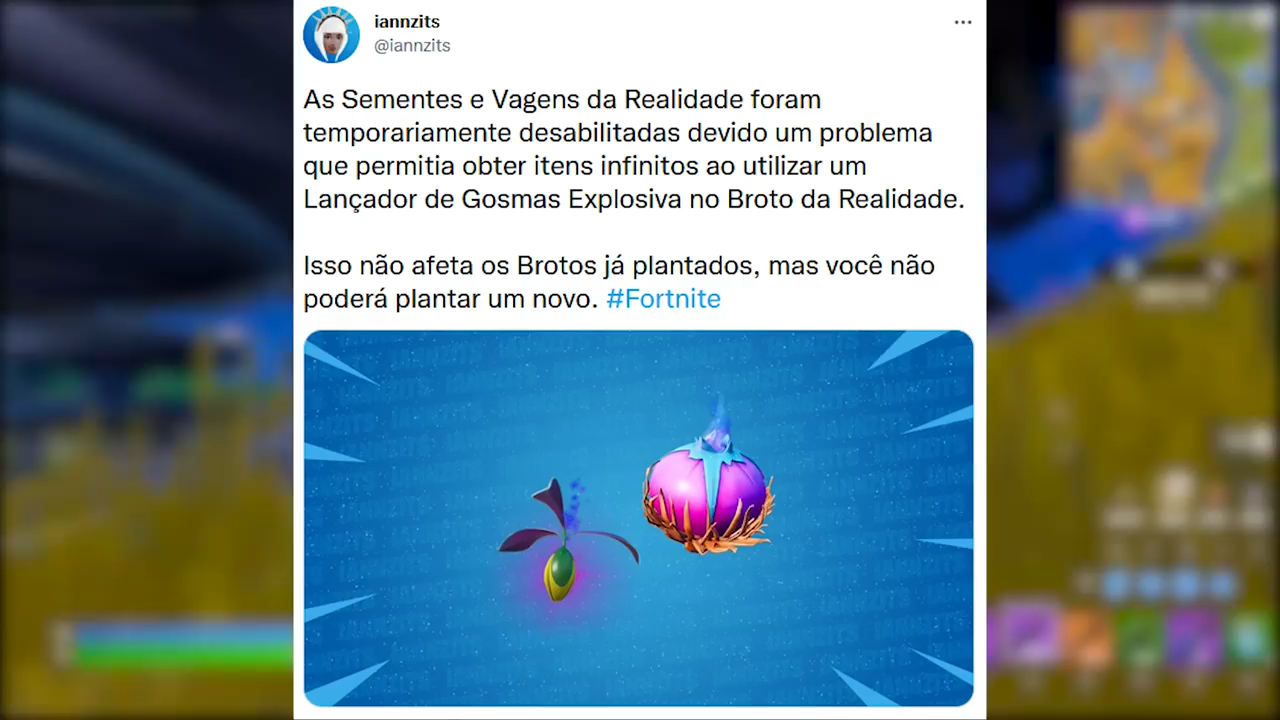 iannzits
@iannzits
As Sementes e Vagens da Realidade foram
temporariamente desabilitadas devido um problema
que permitia obter itens infinitos ao utilizar um
Lançador de Gosmas Explosiva no Broto da Realidade.
Isso não afeta os Brotos já plantados, mas você não
poderá plantar um novo. #Fortnite